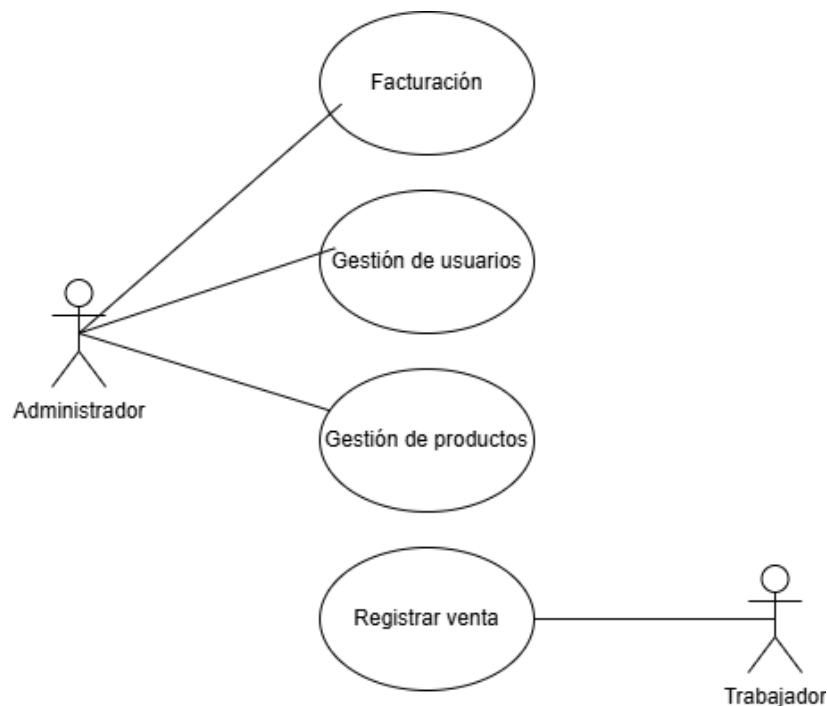 Facturación
Gestión de usuarios
Administrador
Gestión de productos
Registrar venta
Trabajador